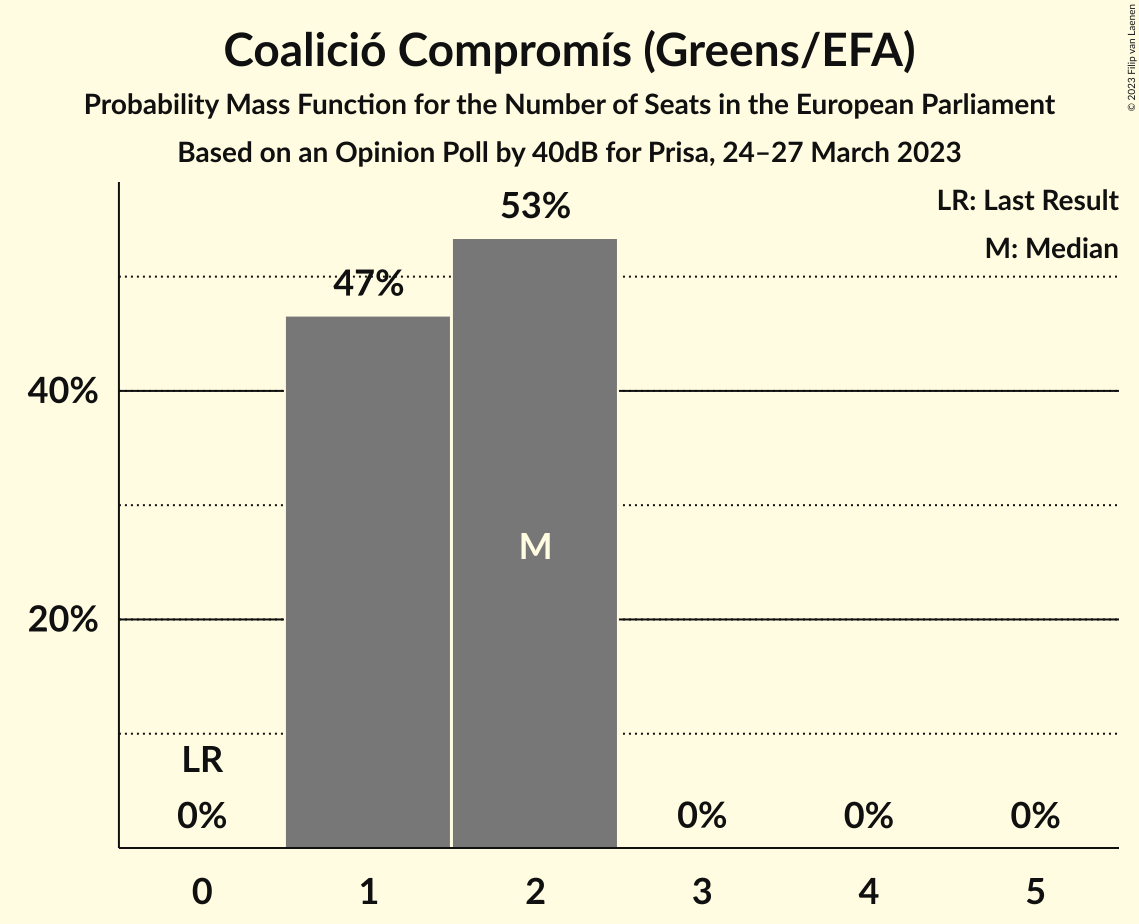 Coalició Compromís (Greens/EFA)
Probability Mass Function for the Number of Seats in the European Parliament
Based on an Opinion Poll by 40dB for Prisa, 24–27 March 2023
© 2023 Filip van Laenen
LR: Last Result
M: Median
53%
47%
40%
M
20%
LR
0%
0%
0%
0%
0
1
2
3
4
5